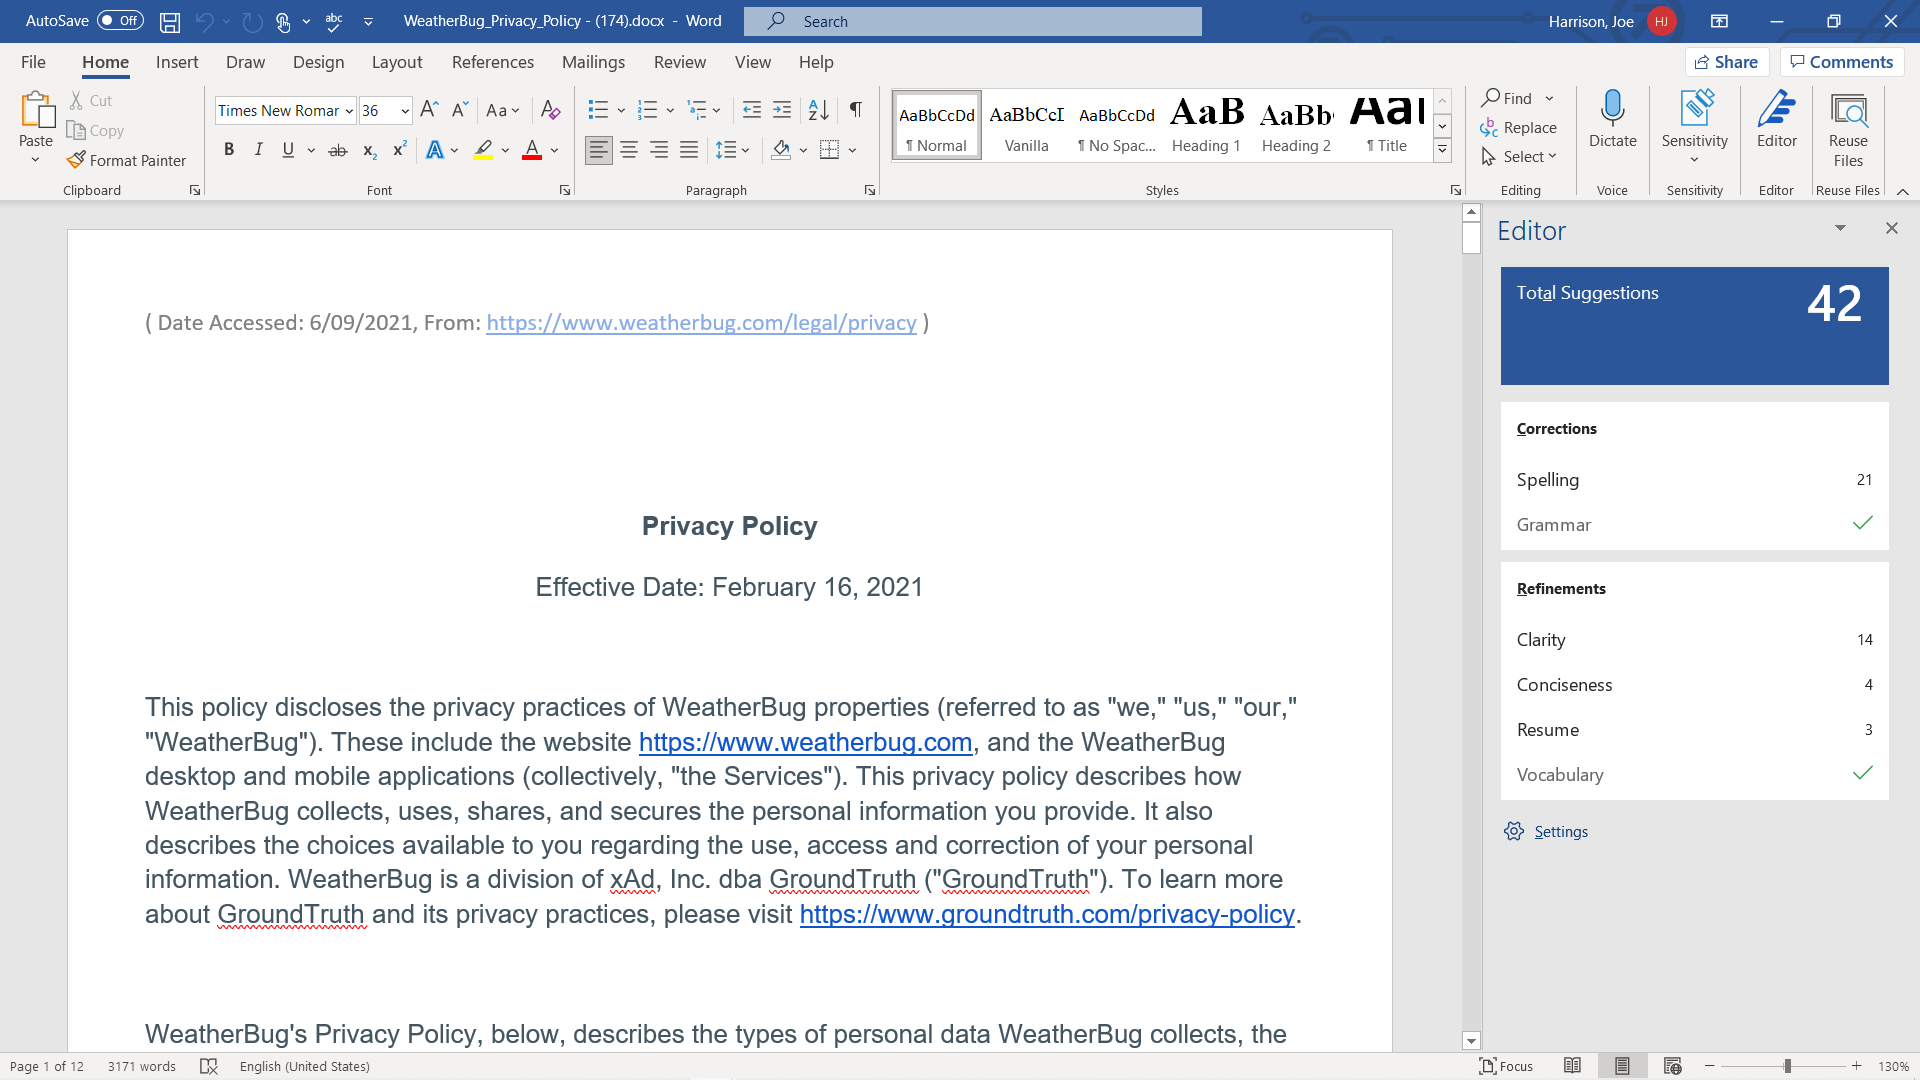 AutoSave Off abc WeatherBug_Privacy_Policy - (174).docx - Word Search Harrison, Joe HJ
File Home Insert Draw Design Layout References Mailings Review View Help Share Comments
Paste Cut Copy Format Painter Clipboard
Times New Roman 36 A A Aa A
B I U ab x2 x2 A A Font
A Z ¶ Paragraph
AaBbCcDd AaBbCcI AaBbCcDd AaB AaBb AaI
¶ Normal Vanilla ¶ No Spac... Heading 1 Heading 2 ¶ Title
Styles
Find Replace Select Editing
Dictate Voice
Sensitivity Sensitivity
Editor Editor
Reuse Files Reuse Files
( Date Accessed: 6/09/2021, From: https://www.weatherbug.com/legal/privacy )
Privacy Policy
Effective Date: February 16, 2021
This policy discloses the privacy practices of WeatherBug properties (referred to as "we," "us," "our,"
"WeatherBug"). These include the website https://www.weatherbug.com, and the WeatherBug
desktop and mobile applications (collectively, "the Services"). This privacy policy describes how
WeatherBug collects, uses, shares, and secures the personal information you provide. It also
describes the choices available to you regarding the use, access and correction of your personal
information. WeatherBug is a division of xAd, Inc. dba GroundTruth ("GroundTruth"). To learn more
about GroundTruth and its privacy practices, please visit https://www.groundtruth.com/privacy-policy.
WeatherBug's Privacy Policy, below, describes the types of personal data WeatherBug collects, the
Editor
Total Suggestions 42
Corrections
Spelling 21
Grammar
Refinements
Clarity 14
Conciseness 4
Resume 3
Vocabulary
Settings
Page 1 of 12 3171 words English (United States) Focus 130%